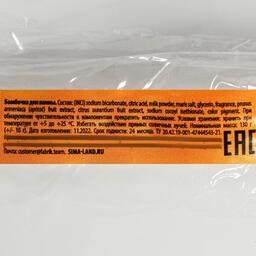 Бомбочка для ванны. Состав: (INCI) sodium bicarbonate, citric acid, milk powder, maris salt, glycerin, fragrance, prunus
armeniaca (apricot) fruit extract, citrus aurantium fruit extract, sodium cocoyl isethionate, color pigment. При
обнаружении чувствительности к компонентам прекратить использование. Условия хранения: хранить при
температуре от +5 до +25 °C. Избегать воздействия прямых солнечных лучей. Номинальная масса: 130 г
(+/- 10 г). Дата изготовления: 11.2022. Срок годности: 24 месяца. ТУ 20.42.19-001-47444543-21.
Почта: customer@fabrik.team. SIMA-LAND.RU
EAC